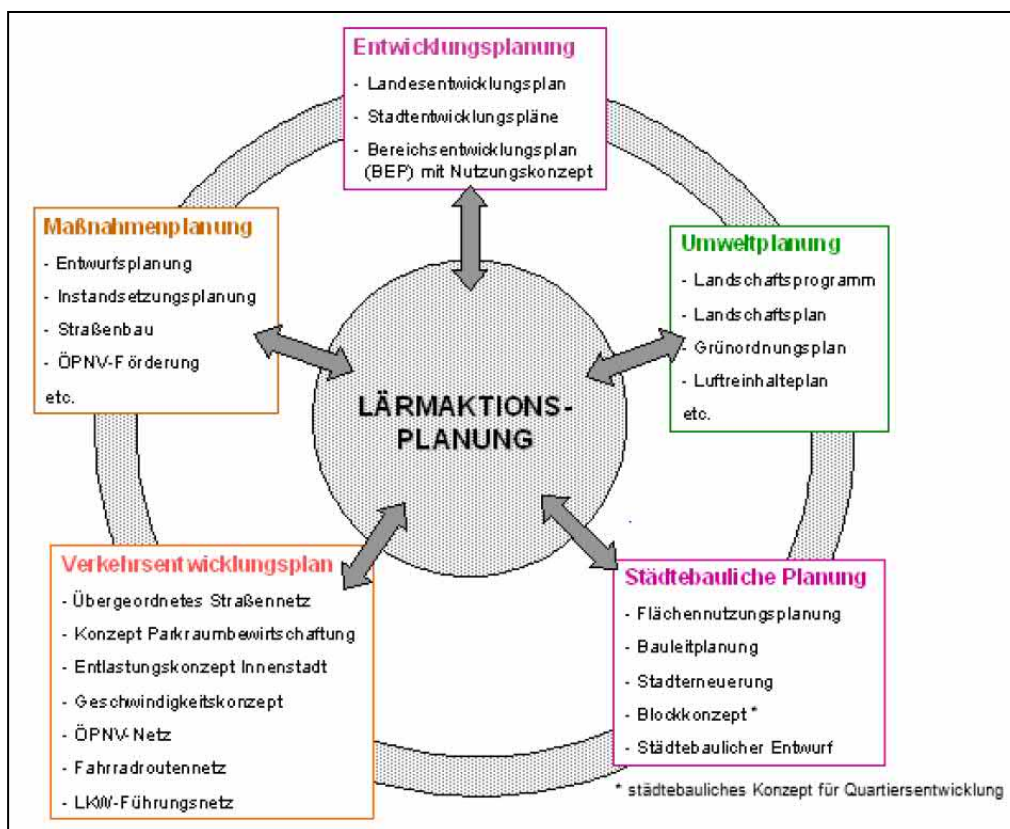 Entwicklungsplanung
- Landesentwicklungsplan
- Stadtentwicklungspläne
- Bereichsentwicklungsplan
(BEP) mit Nutzungskonzept
Maßnahmenplanung
- Entwurfsplanung
- Instandsetzungsplanung
- Straßenbau
- ÖPNV-Förderung
etc.
Umweltplanung
- Landschaftsprogramm
- Landschaftsplan
- Grünordnungsplan
- Luftreinhalteplan
etc.
LÄRMAKTIONS-
PLANUNG
Verkehrsentwicklungsplan
- Übergeordnetes Straßennetz
- Konzept Parkraumbewirtschaftung
- Entlastungskonzept Innenstadt
- Geschwindigkeitskonzept
- ÖPNV-Netz
- Fahrradroutennetz
- LKW-Führungsnetz
Städtebauliche Planung
- Flächennutzungsplanung
- Bauleitplanung
- Stadterneuerung
- Blockkonzept *
- Städtebaulicher Entwurf
* städtebauliches Konzept für Quartiersentwicklung